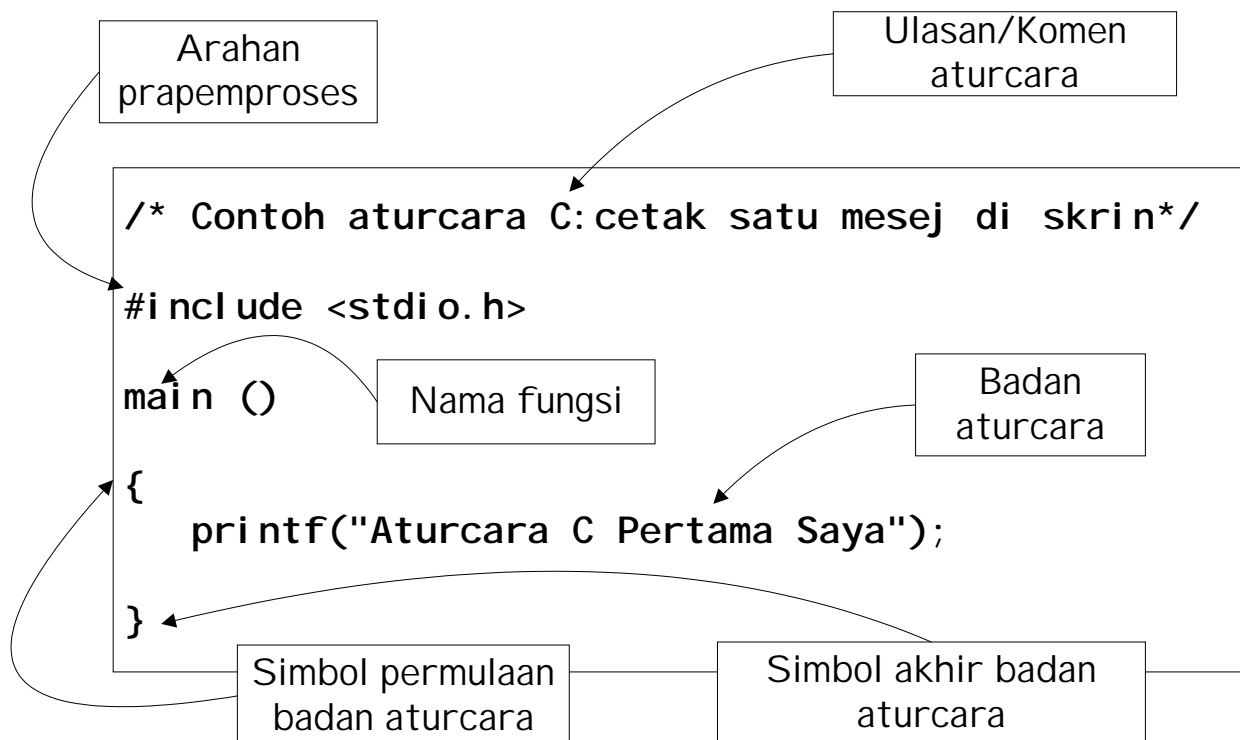 Arahan
prapemproses
Ulasan/Komen
aturcara
/* Contoh aturcara C:cetak satu mesej di skrin*/
#include <stdio.h>
main ()
Nama fungsi
Badan
aturcara
{
printf("Aturcara C Pertama Saya");
}
Simbol permulaan
badan aturcara
Simbol akhir badan
aturcara